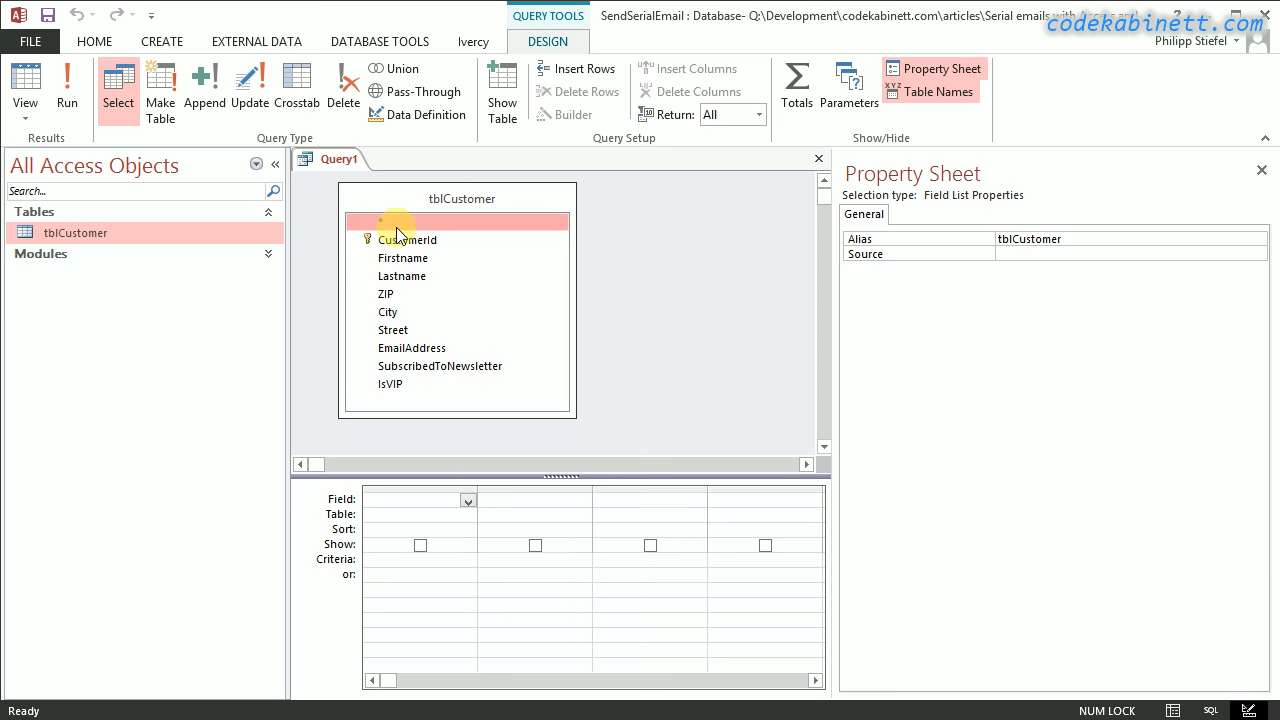 QUERY TOOLS
SendSerialEmail : Database- Q:\Development\codekabinett.com\articles\Serial emails with Access and
codekabinett.com
FILE
HOME
CREATE
EXTERNAL DATA
DATABASE TOOLS
Ivercy
DESIGN
Philipp Stiefel
View
Run
Select
Make Table
Append
Update
Crosstab
Delete
Union
Pass-Through
Data Definition
Show Table
Insert Rows
Delete Rows
Builder
Insert Columns
Delete Columns
Return: All
Totals
Parameters
Property Sheet
Table Names
Results
Query Type
Query Setup
Show/Hide
All Access Objects
Search...
Tables
tblCustomer
Modules
Query1
tblCustomer
*
CustomerId
Firstname
Lastname
ZIP
City
Street
EmailAddress
SubscribedToNewsletter
IsVIP
Field:
Table:
Sort:
Show:
Criteria:
or:
Property Sheet
Selection type: Field List Properties
General
Alias tblCustomer
Source
Ready
NUM LOCK
SQL